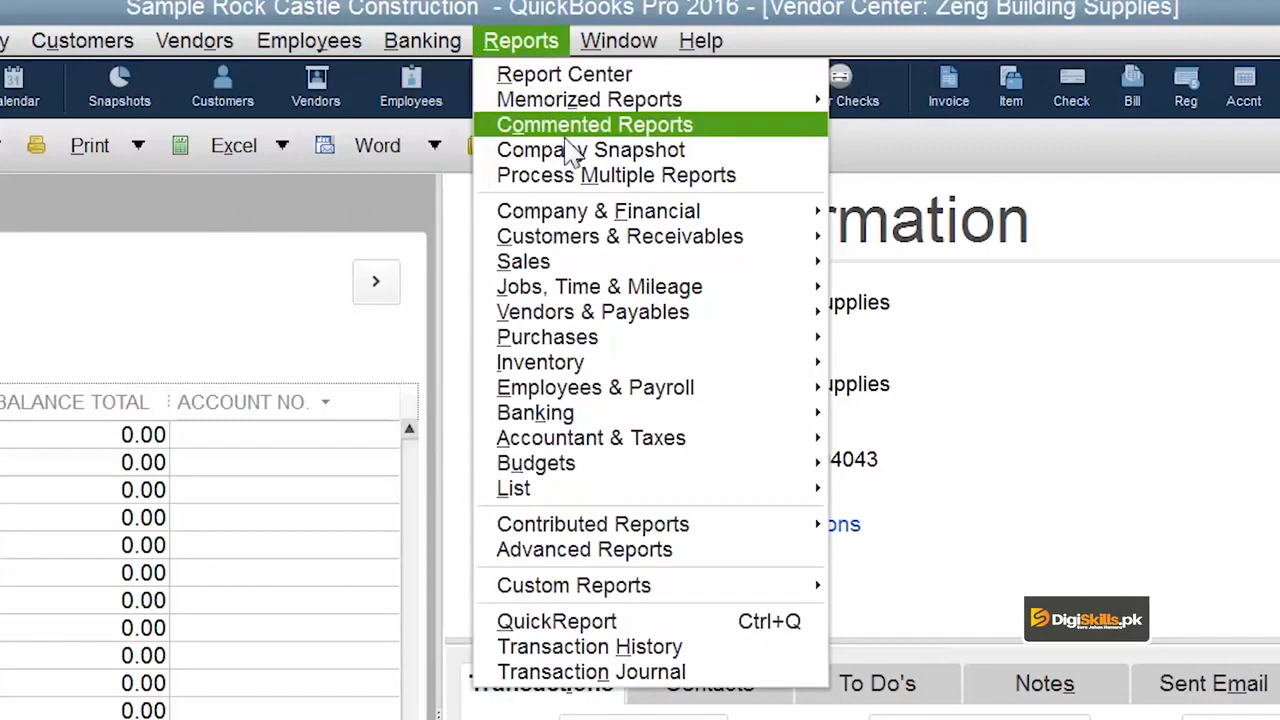 Sample Rock Castle Construction - QuickBooks Pro 2016 - [Vendor Center: Zeng Building Supplies]
y Customers Vendors Employees Banking Reports Window Help
alendar Snapshots Customers Vendors Employees r Checks Invoice Item Check Bill Reg Accnt
Print Excel Word
Report Center
Memorized Reports
Commented Reports
Company Snapshot
Process Multiple Reports
Company & Financial
Customers & Receivables
Sales
Jobs, Time & Mileage
Vendors & Payables
Purchases
Inventory
Employees & Payroll
Banking
Accountant & Taxes
Budgets
List
Contributed Reports
Advanced Reports
Custom Reports
QuickReport Ctrl+Q
Transaction History
Transaction Journal
rmation
upplies
upplies
4043
ons
BALANCE TOTAL ACCOUNT NO.
0.00
0.00
0.00
0.00
0.00
0.00
0.00
0.00
0.00
0.00
0.00
DigiSkills.pk
Transactions Contacts To Do's Notes Sent Email